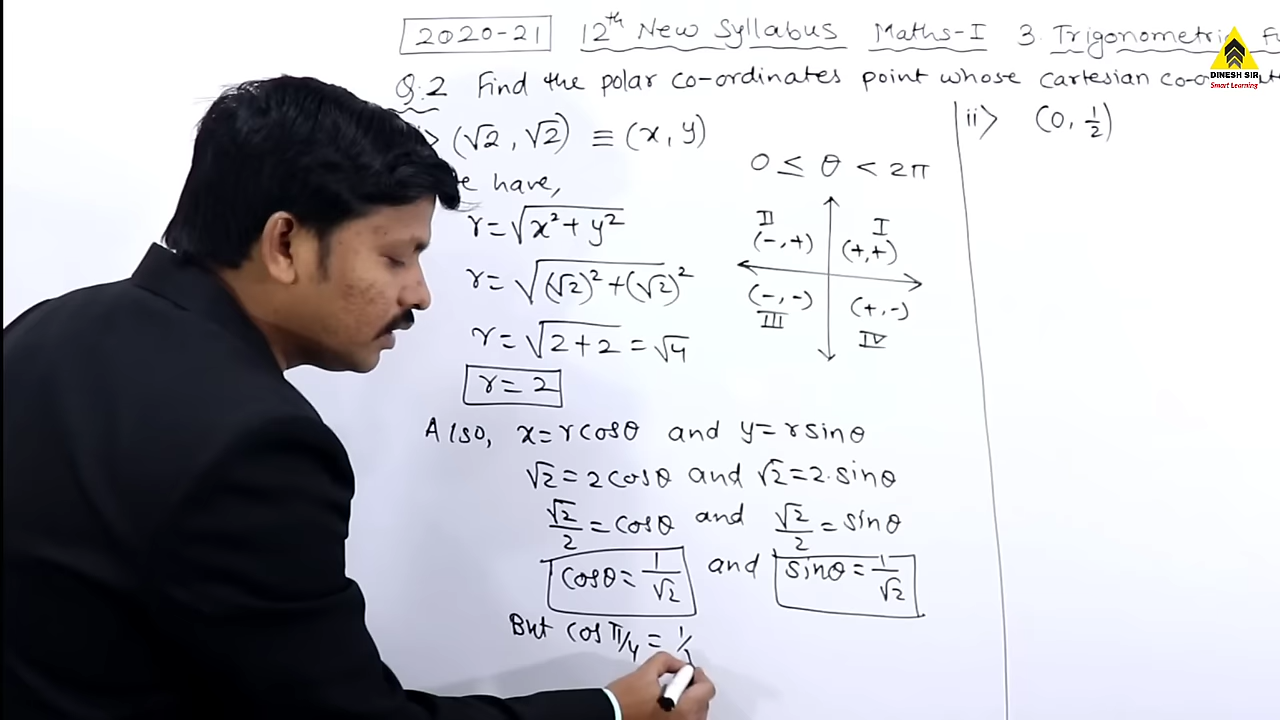 2020-21 12th New Syllabus Maths-I 3. Trigonometric
DINESH SIR
Smart Learning
Q.2 Find the polar co-ordinates point whose cartesian
> (√2, √2) ≡ (x, y)
have,
r = √(x² + y²)
r = √((√2)² + (√2)²)
r = √(2+2) = √4
r = 2
0 ≤ θ < 2π
II
(-, +)
I
(+, +)
(-, -)
III
(+, -)
IV
Also, x = r cosθ and y = r sinθ
√2 = 2 cosθ and √2 = 2. sinθ
√2/2 = cosθ and √2/2 = sinθ
cosθ = 1/√2 and sinθ = 1/√2
But cos π/4 = 1/
ii> (0, 1/2)